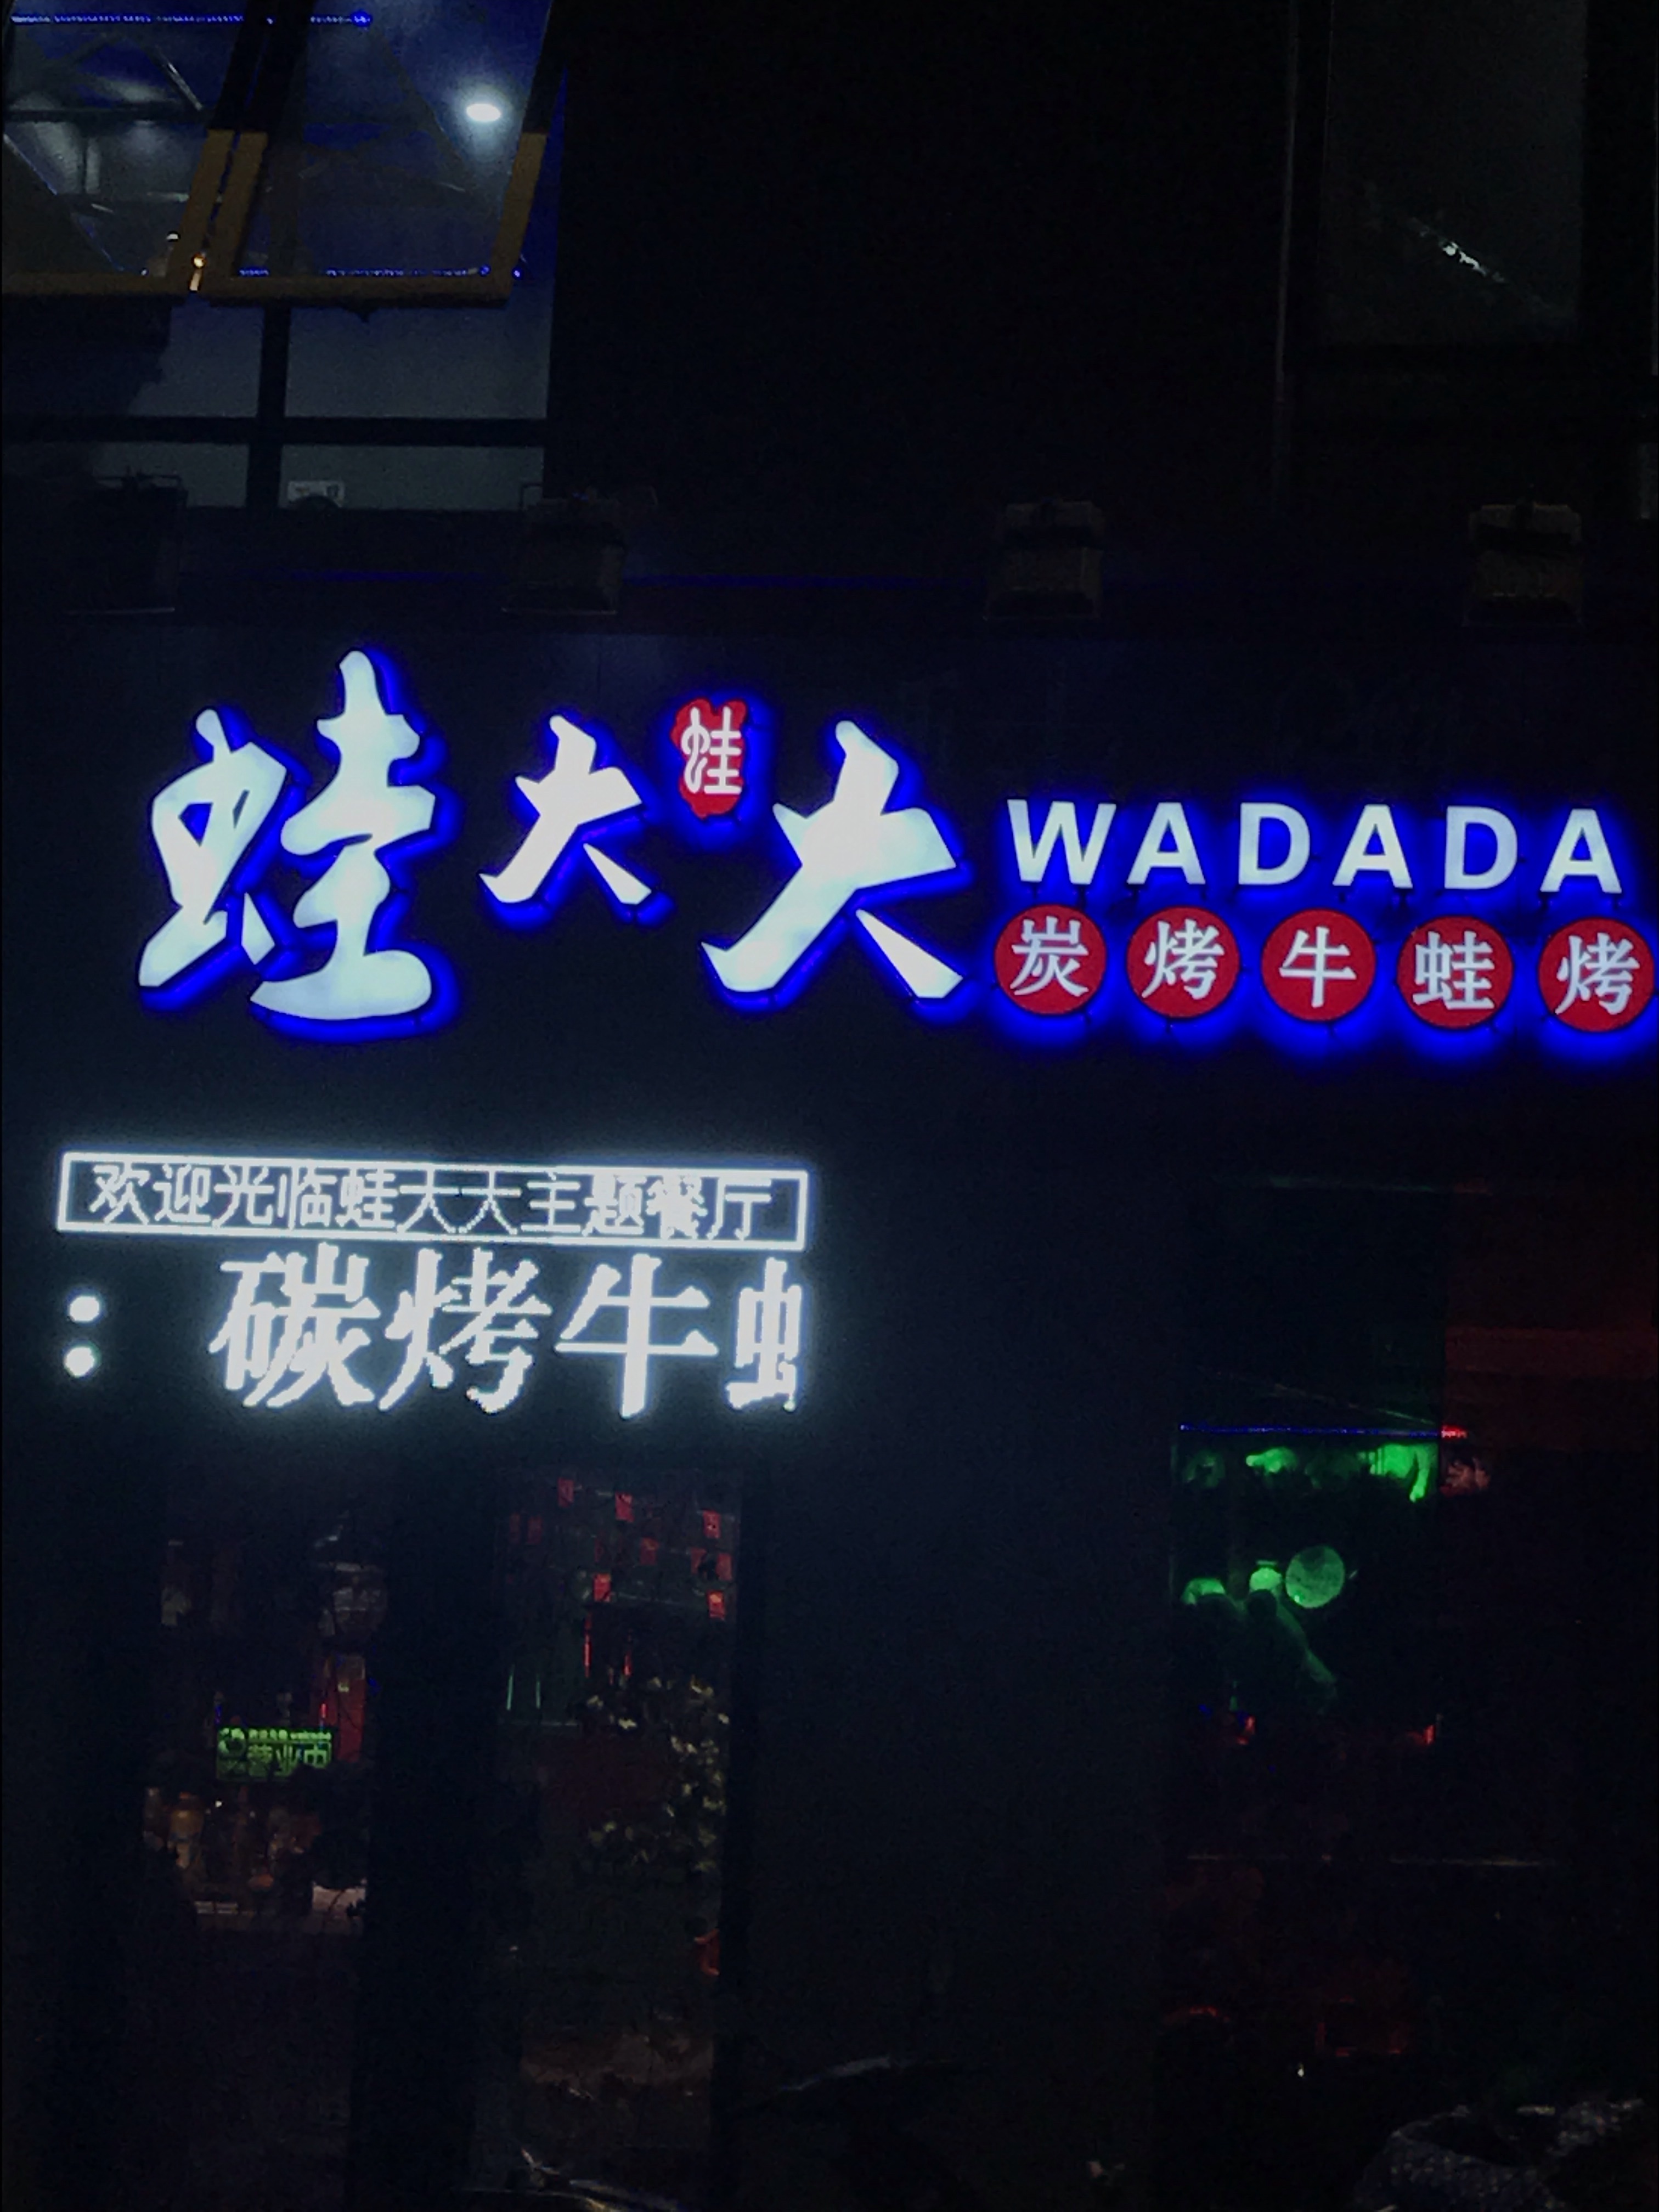 蛙大大
蛙
WADADA
炭烤牛蛙烤
欢迎光临蛙大大主题餐厅
： 碳烤牛
营业中